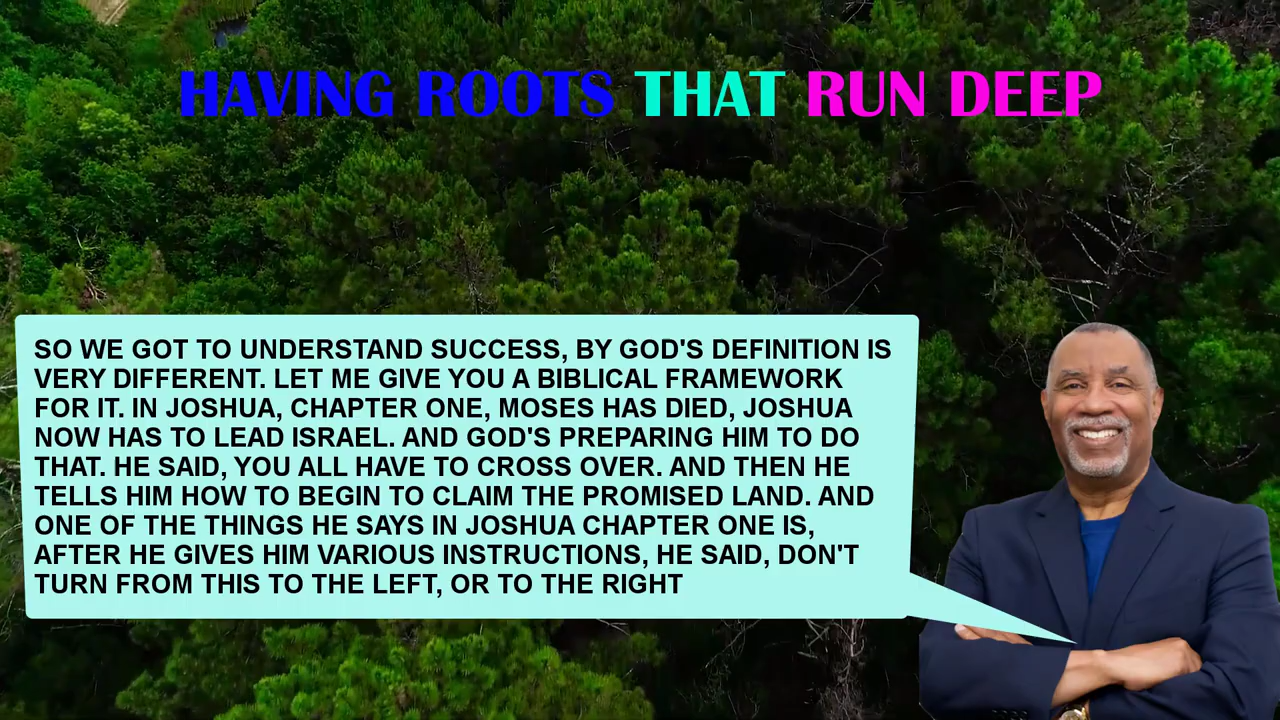 HAVING ROOTS THAT RUN DEEP
SO WE GOT TO UNDERSTAND SUCCESS, BY GOD'S DEFINITION IS
VERY DIFFERENT. LET ME GIVE YOU A BIBLICAL FRAMEWORK
FOR IT. IN JOSHUA, CHAPTER ONE, MOSES HAS DIED, JOSHUA
NOW HAS TO LEAD ISRAEL. AND GOD'S PREPARING HIM TO DO
THAT. HE SAID, YOU ALL HAVE TO CROSS OVER. AND THEN HE
TELLS HIM HOW TO BEGIN TO CLAIM THE PROMISED LAND. AND
ONE OF THE THINGS HE SAYS IN JOSHUA CHAPTER ONE IS,
AFTER HE GIVES HIM VARIOUS INSTRUCTIONS, HE SAID, DON'T
TURN FROM THIS TO THE LEFT, OR TO THE RIGHT